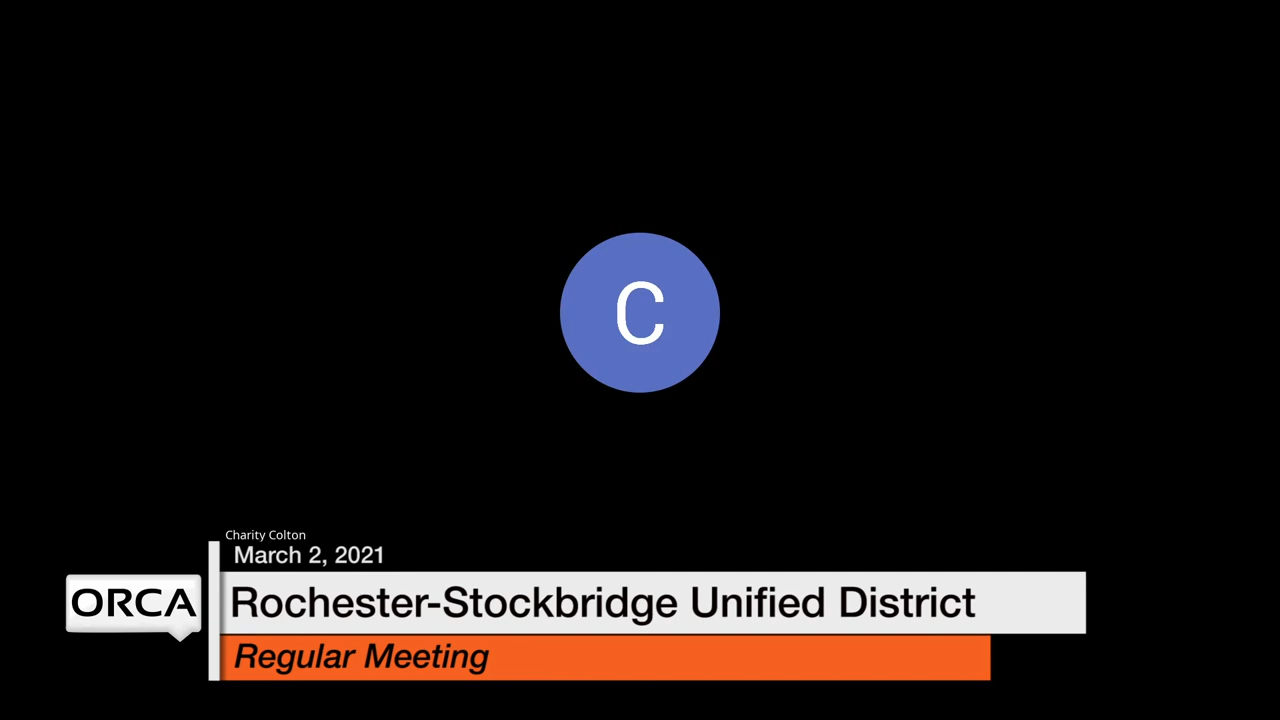 C
Charity Colton
March 2, 2021
ORCA
Rochester-Stockbridge Unified District
Regular Meeting